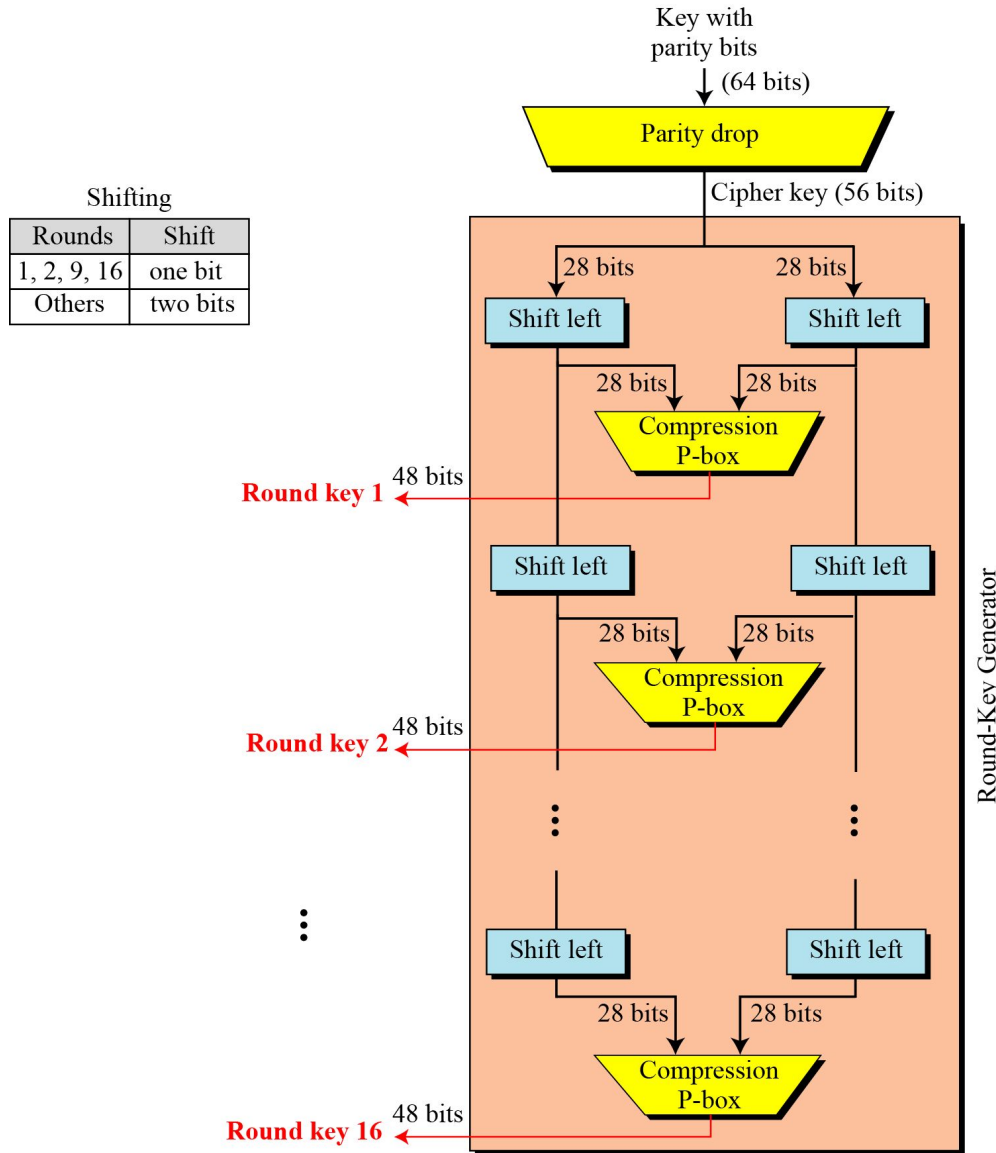 Key with
parity bits
(64 bits)
Parity drop
Cipher key (56 bits)
Shifting
Rounds Shift
1, 2, 9, 16 one bit
Others two bits
28 bits 28 bits
Shift left Shift left
28 bits 28 bits
Compression
P-box
48 bits
Round key 1
Shift left Shift left
28 bits 28 bits
Compression
P-box
48 bits
Round key 2
Round-Key Generator
Shift left Shift left
28 bits 28 bits
Compression
P-box
48 bits
Round key 16